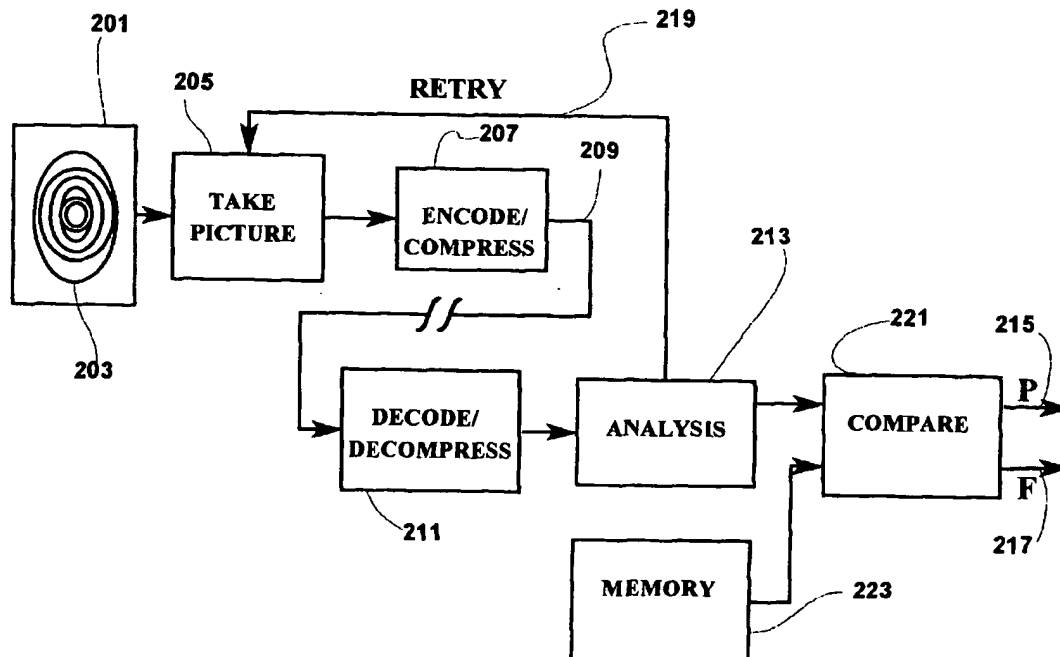 201
219
205
RETRY
207
209
TAKE
PICTURE
ENCODE/
COMPRESS
213
203
221
215
DECODE/
DECOMPRESS
ANALYSIS
COMPARE
P
F
211
217
MEMORY
223